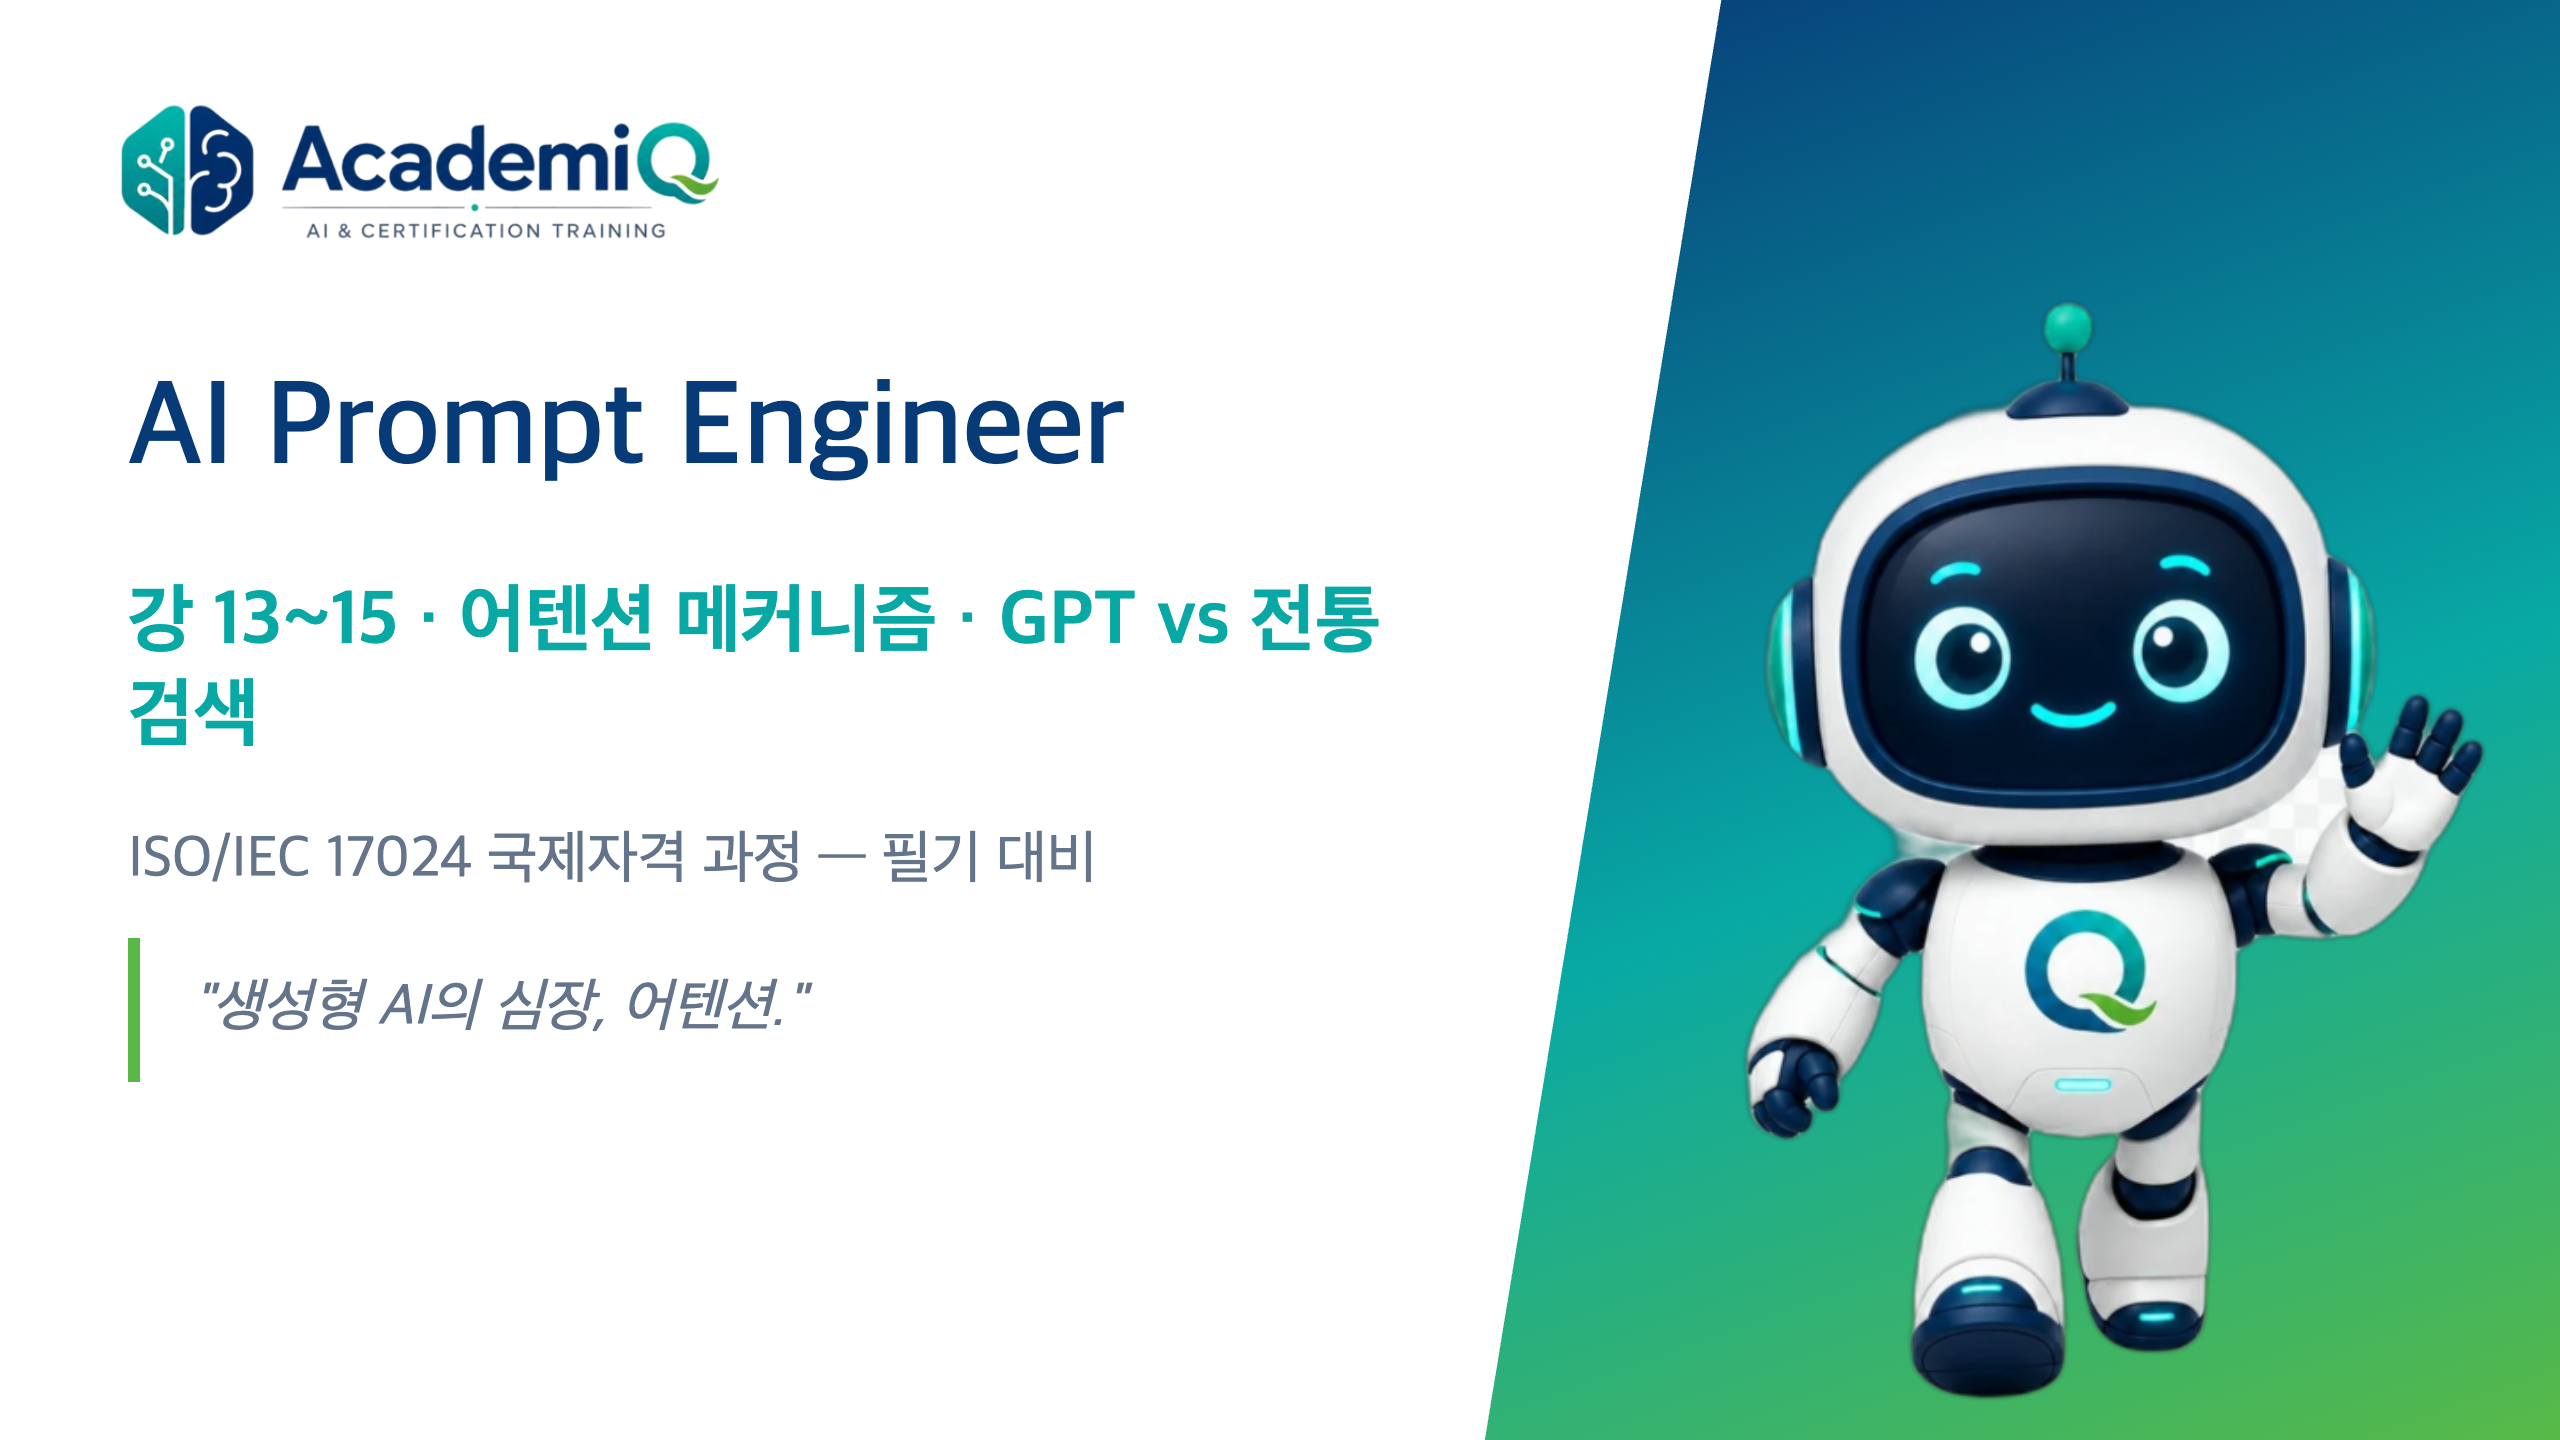 AcademiQ
AI & CERTIFICATION TRAINING
AI Prompt Engineer
강 13~15 · 어텐션 메커니즘 · GPT vs 전통
검색
ISO/IEC 17024 국제자격 과정 — 필기 대비
"생성형 AI의 심장, 어텐션."
Q